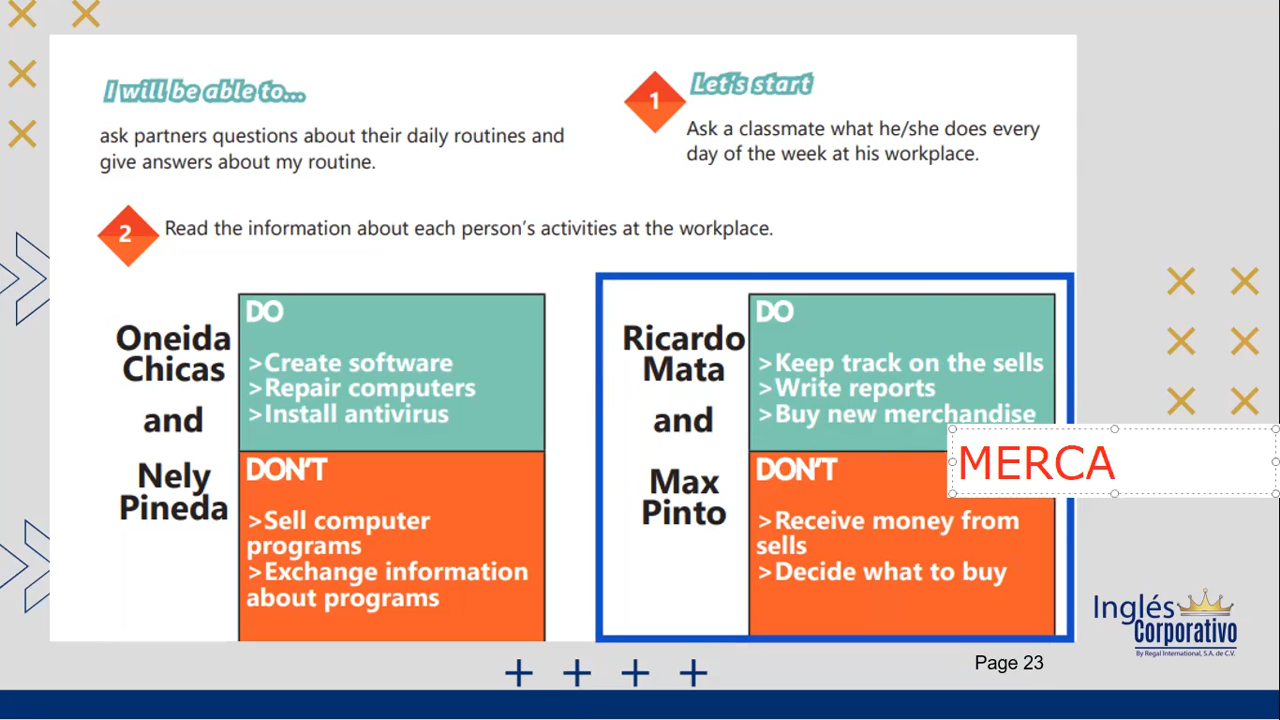 I will be able to...
ask partners questions about their daily routines and
give answers about my routine.
1
Let's start
Ask a classmate what he/she does every
day of the week at his workplace.
2
Read the information about each person's activities at the workplace.
Oneida
Chicas
and
Nely
Pineda
DO
>Create software
>Repair computers
>Install antivirus
DON'T
>Sell computer
programs
>Exchange information
about programs
Ricardo
Mata
and
Max
Pinto
DO
>Keep track on the sells
>Write reports
>Buy new merchandise
MERCA
DON'T
>Receive money from
sells
>Decide what to buy
Inglés
Corporativo
By Regal International, S.A. de C.V.
Page 23